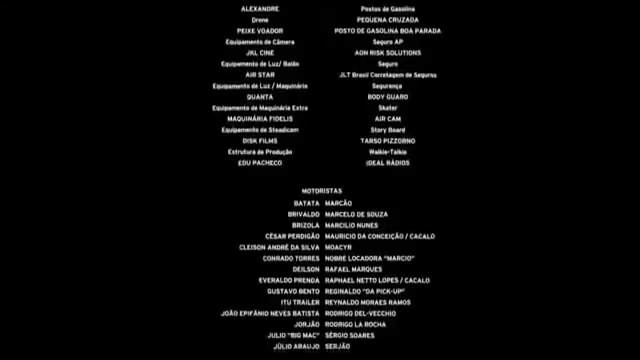 ALEXANDRE
Drone
PEIXE VOADOR
Equipamento de Câmera
JKL CINE
Equipamento de Luz/ Balão
AIR STAR
Equipamento de Luz / Maquinária
QUANTA
Equipamento de Maquinária Extra
MAQUINÁRIA FIDELIS
Equipamento de Steadicam
DISK FILMS
Estrutura de Produção
EDU PACHECO
Postos de Gasolina
PEQUENA CRUZADA
POSTO DE GASOLINA BOA PARADA
Seguro AP
AON RISK SOLUTIONS
Seguro
JLT Brasil Corretagem de Seguros
Segurança
BODY GUARD
Skater
AIR CAM
Story Board
TARSO PIZZORNO
Walkie-Talkie
IDEAL RÁDIOS
MOTORISTAS
BATATA MARCÃO
BRIVALDO MARCELO DE SOUZA
BRIZOLA MARCILIO NUNES
CÉSAR PERDIGÃO MAURICIO DA CONCEIÇÃO / CACALO
CLEISON ANDRÉ DA SILVA MOACYR
CONRADO TORRES NOBRE LOCADORA "MARCIO"
DEILSON RAFAEL MARQUES
EVERALDO PRENDA RAPHAEL NETTO LOPES / CACALO
GUSTAVO BENTO REGINALDO "DA PICK-UP"
ITU TRAILER REYNALDO MORAES RAMOS
JOÃO EPIFÂNIO NEVES BATISTA RODRIGO DEL-VECCHIO
JORJÃO RODRIGO LA ROCHA
JULIO "BIG MAC" SÉRGIO SOARES
JÚLIO ARAUJO SERJÃO